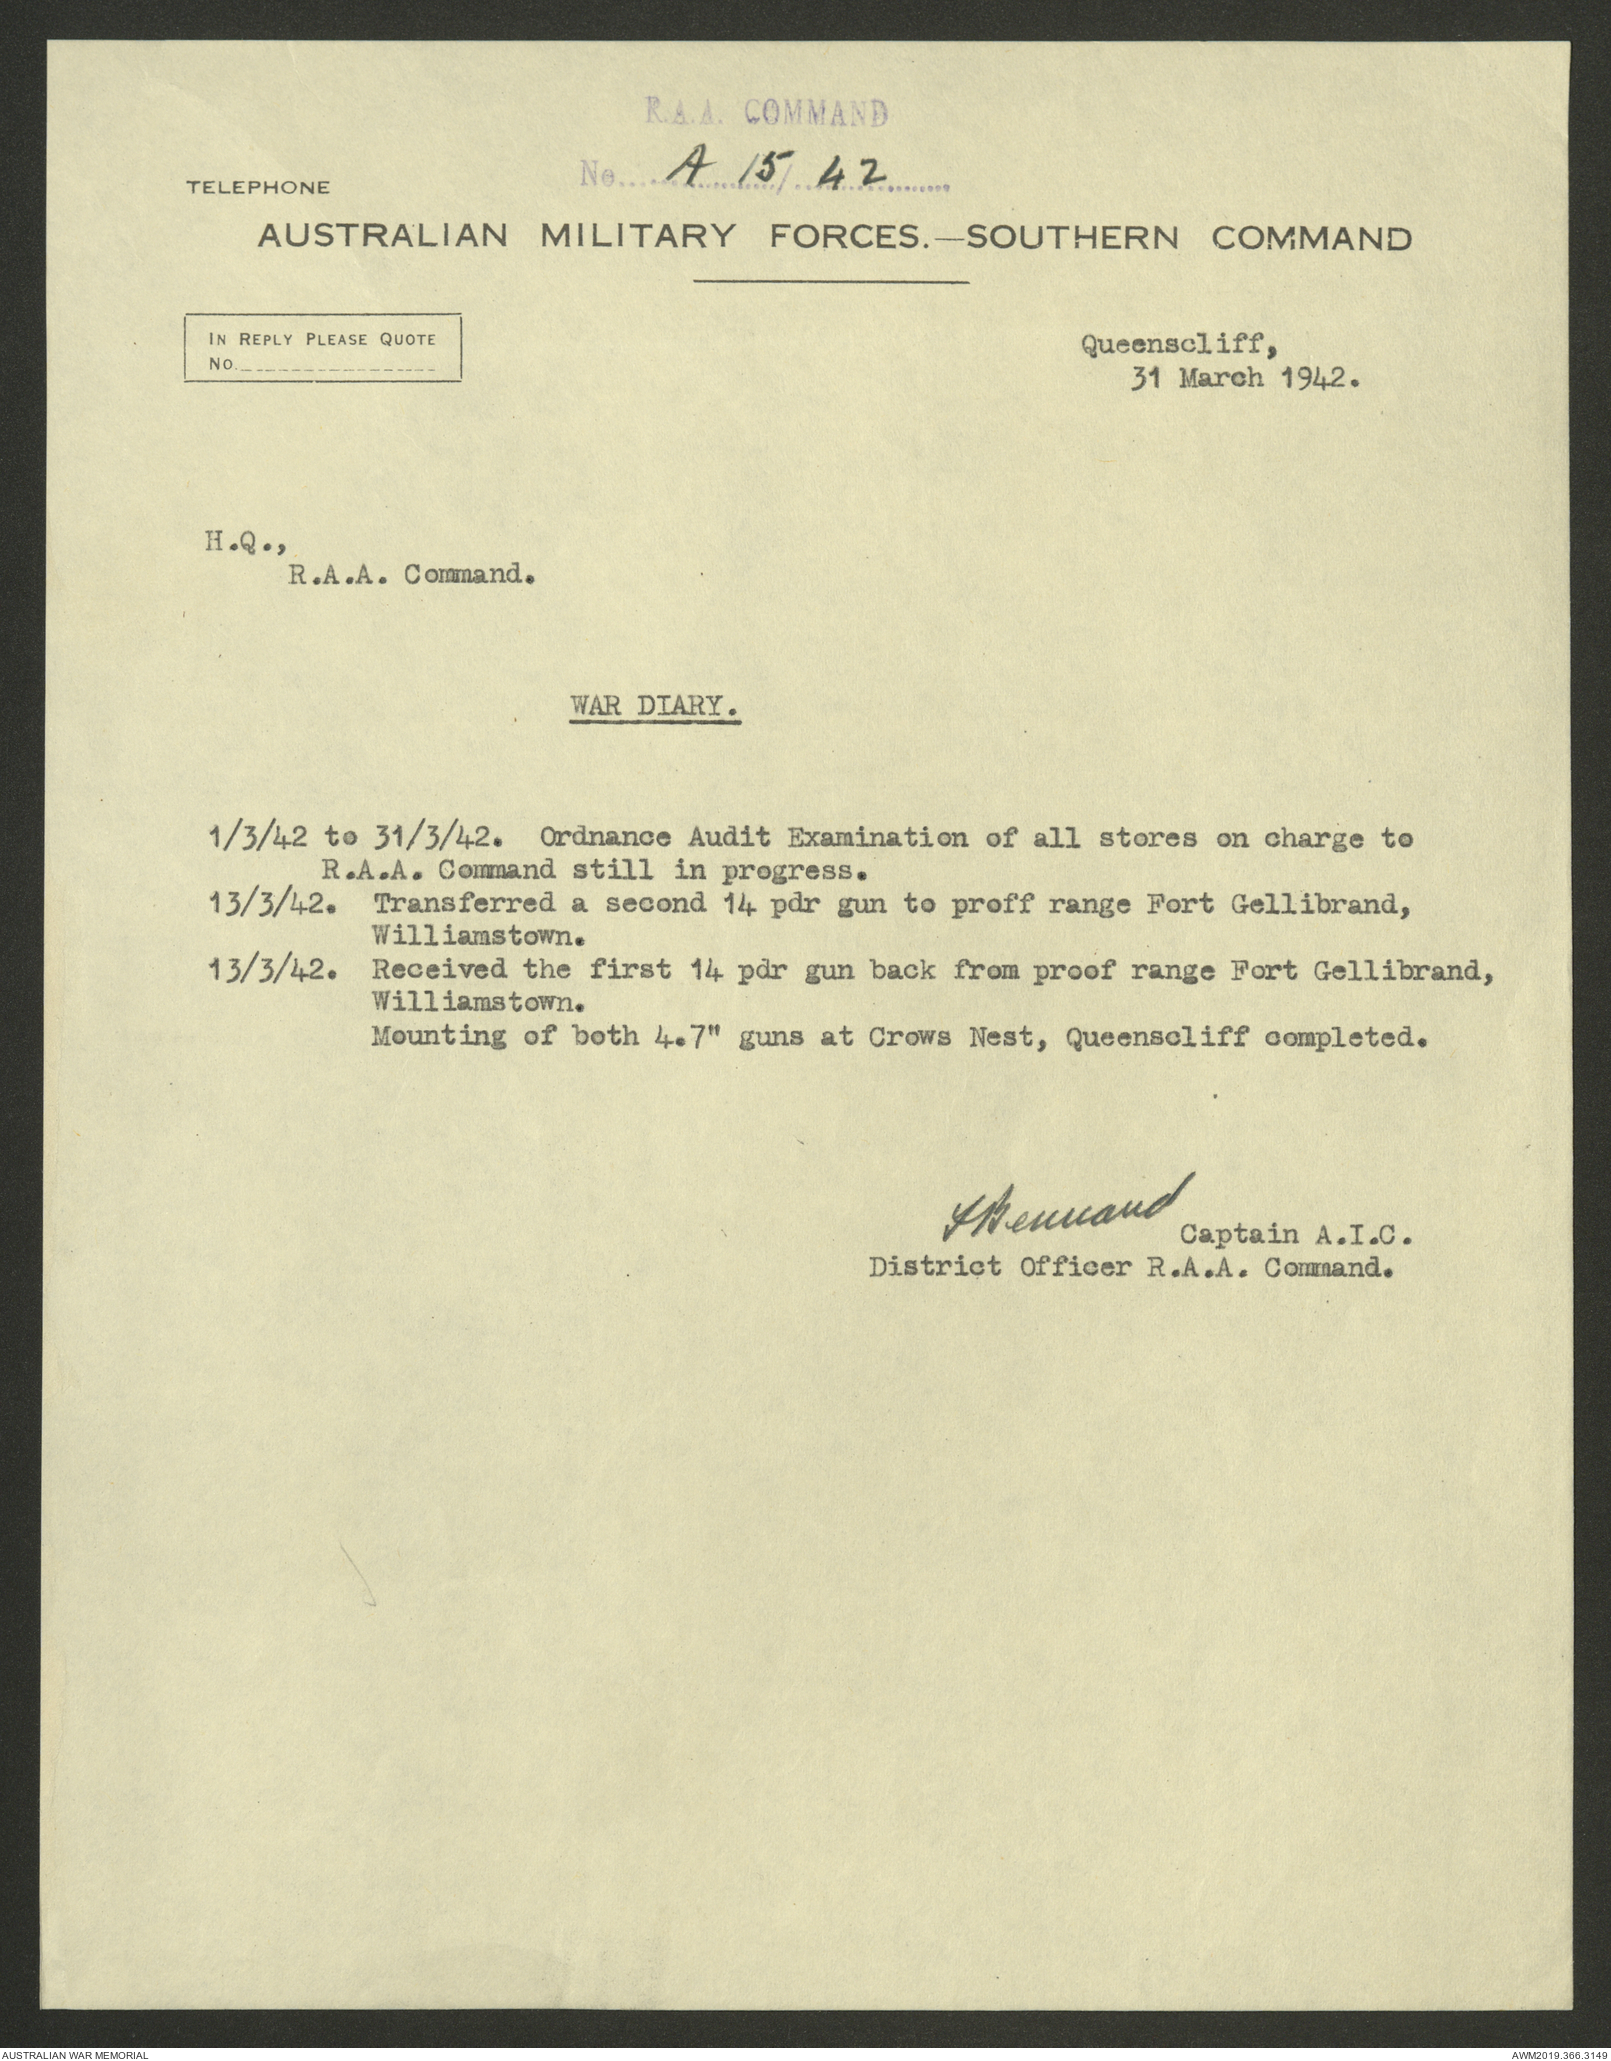 R.A.A. COMMAND
No. A 15/42
TELEPHONE
AUSTRALIAN MILITARY FORCES.—SOUTHERN COMMAND
IN REPLY PLEASE QUOTE
No.
Queenscliff,
31 March 1942.
H.Q.,
R.A.A. Command.
WAR DIARY.
1/3/42 to 31/3/42. Ordnance Audit Examination of all stores on charge to
R.A.A. Command still in progress.
13/3/42. Transferred a second 14 pdr gun to proff range Fort Gellibrand,
Williamstown.
13/3/42. Received the first 14 pdr gun back from proof range Fort Gellibrand,
Williamstown.
Mounting of both 4.7" guns at Crows Nest, Queenscliff completed.
Captain A.I.C.
District Officer R.A.A. Command.
AUSTRALIAN WAR MEMORIAL
AWM2019.366.3149